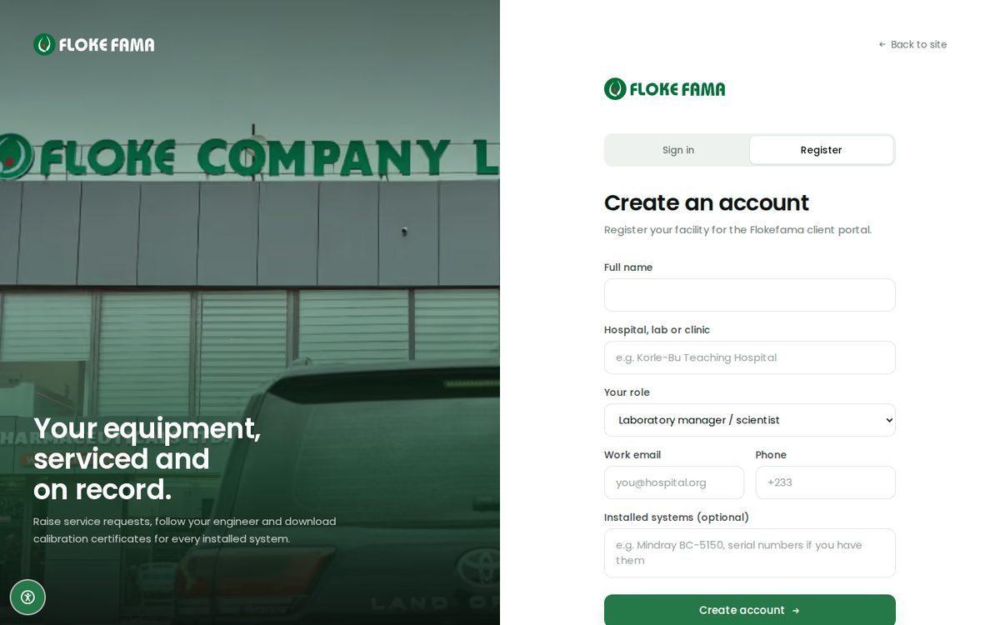 FLOKE FAMA
FLOKE COMPANY L
Your equipment,
serviced and
on record.
Raise service requests, follow your engineer and download
calibration certificates for every installed system.
LAND
← Back to site
FLOKE FAMA
Sign in
Register
Create an account
Register your facility for the Flokefama client portal.
Full name
Hospital, lab or clinic
e.g. Korle-Bu Teaching Hospital
Your role
Laboratory manager / scientist
Work email
Phone
you@hospital.org
+233
Installed systems (optional)
e.g. Mindray BC-5150, serial numbers if you have
them
Create account →